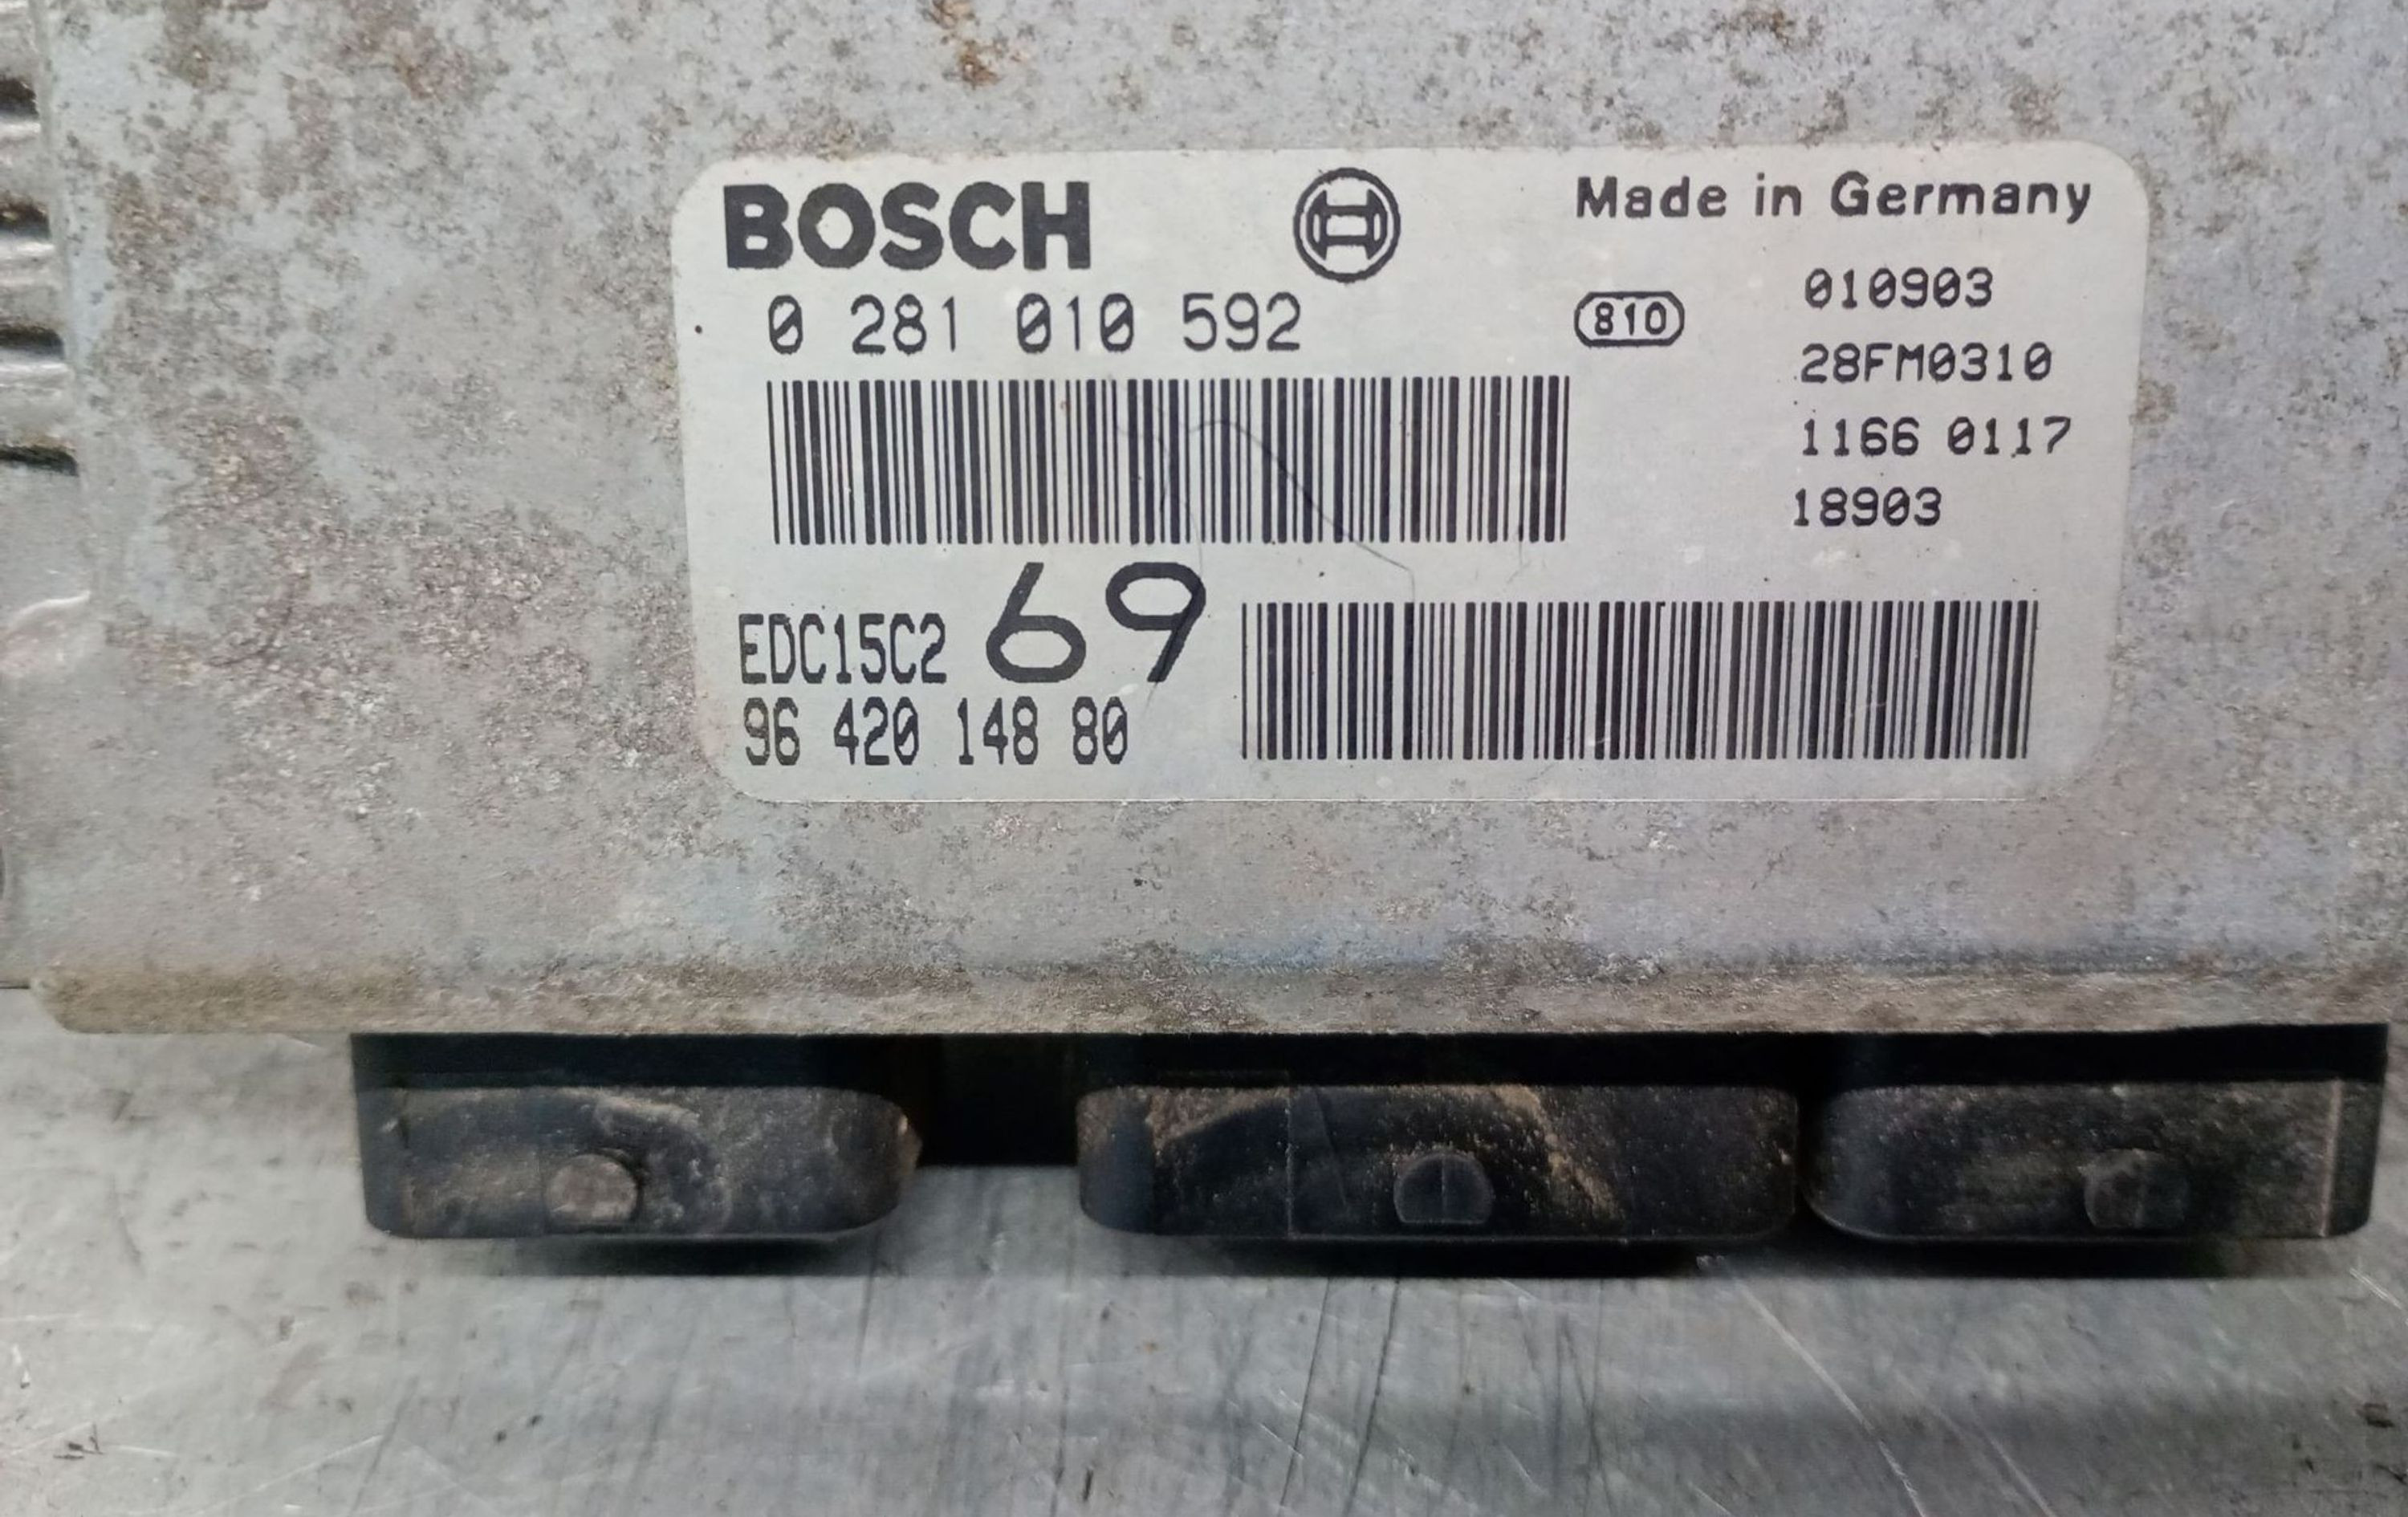 BOSCH
Made in Germany
0 281 010 592
810
010903
28FM0310
1166 0117
18903
EDC15C2 69
96 420 148 80